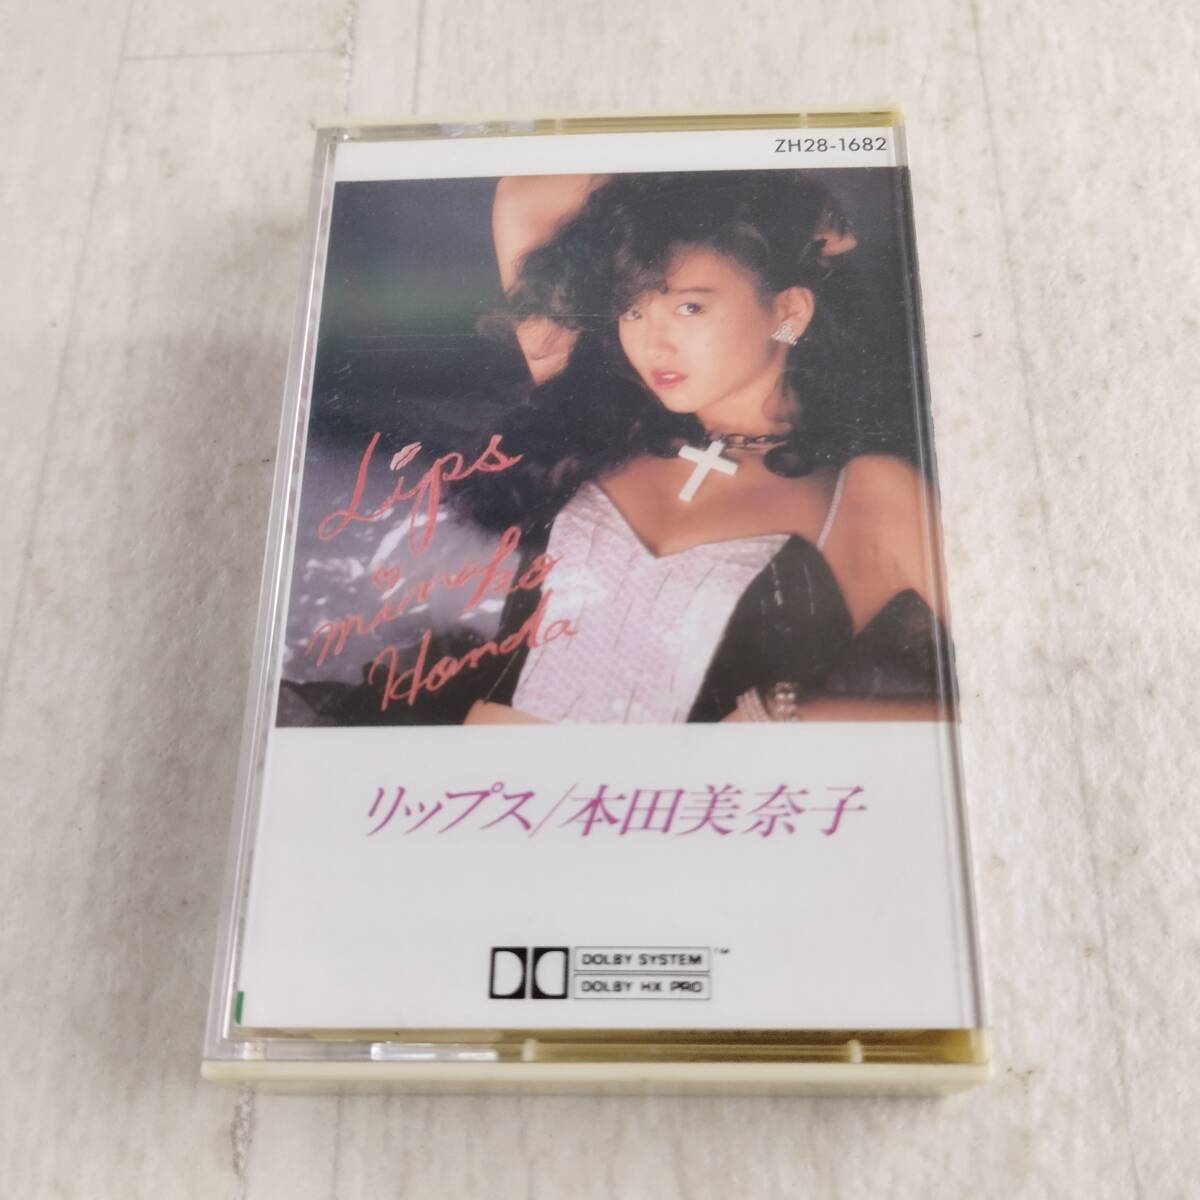 ZH28-1682
Lips
minako
Honda
リップス/本田美奈子
DOLBY SYSTEM ™
DOLBY HX PRO